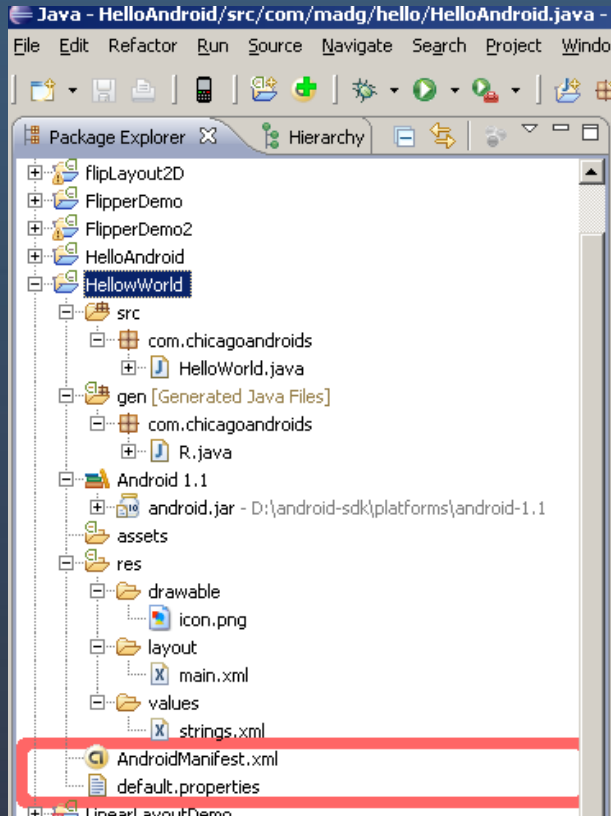 Java - HelloAndroid/src/com/madg/hello/HelloAndroid.java -
File Edit Refactor Run Source Navigate Search Project Windo
Package Explorer Hierarchy
flipLayout2D
FlipperDemo
FlipperDemo2
HelloAndroid
HellowWorld
src
com.chicagoandroids
HelloWorld.java
gen [Generated Java Files]
com.chicagoandroids
R.java
Android 1.1
android.jar - D:\android-sdk\platforms\android-1.1
assets
res
drawable
icon.png
layout
main.xml
values
strings.xml
AndroidManifest.xml
default.properties
LinearLayoutDemo